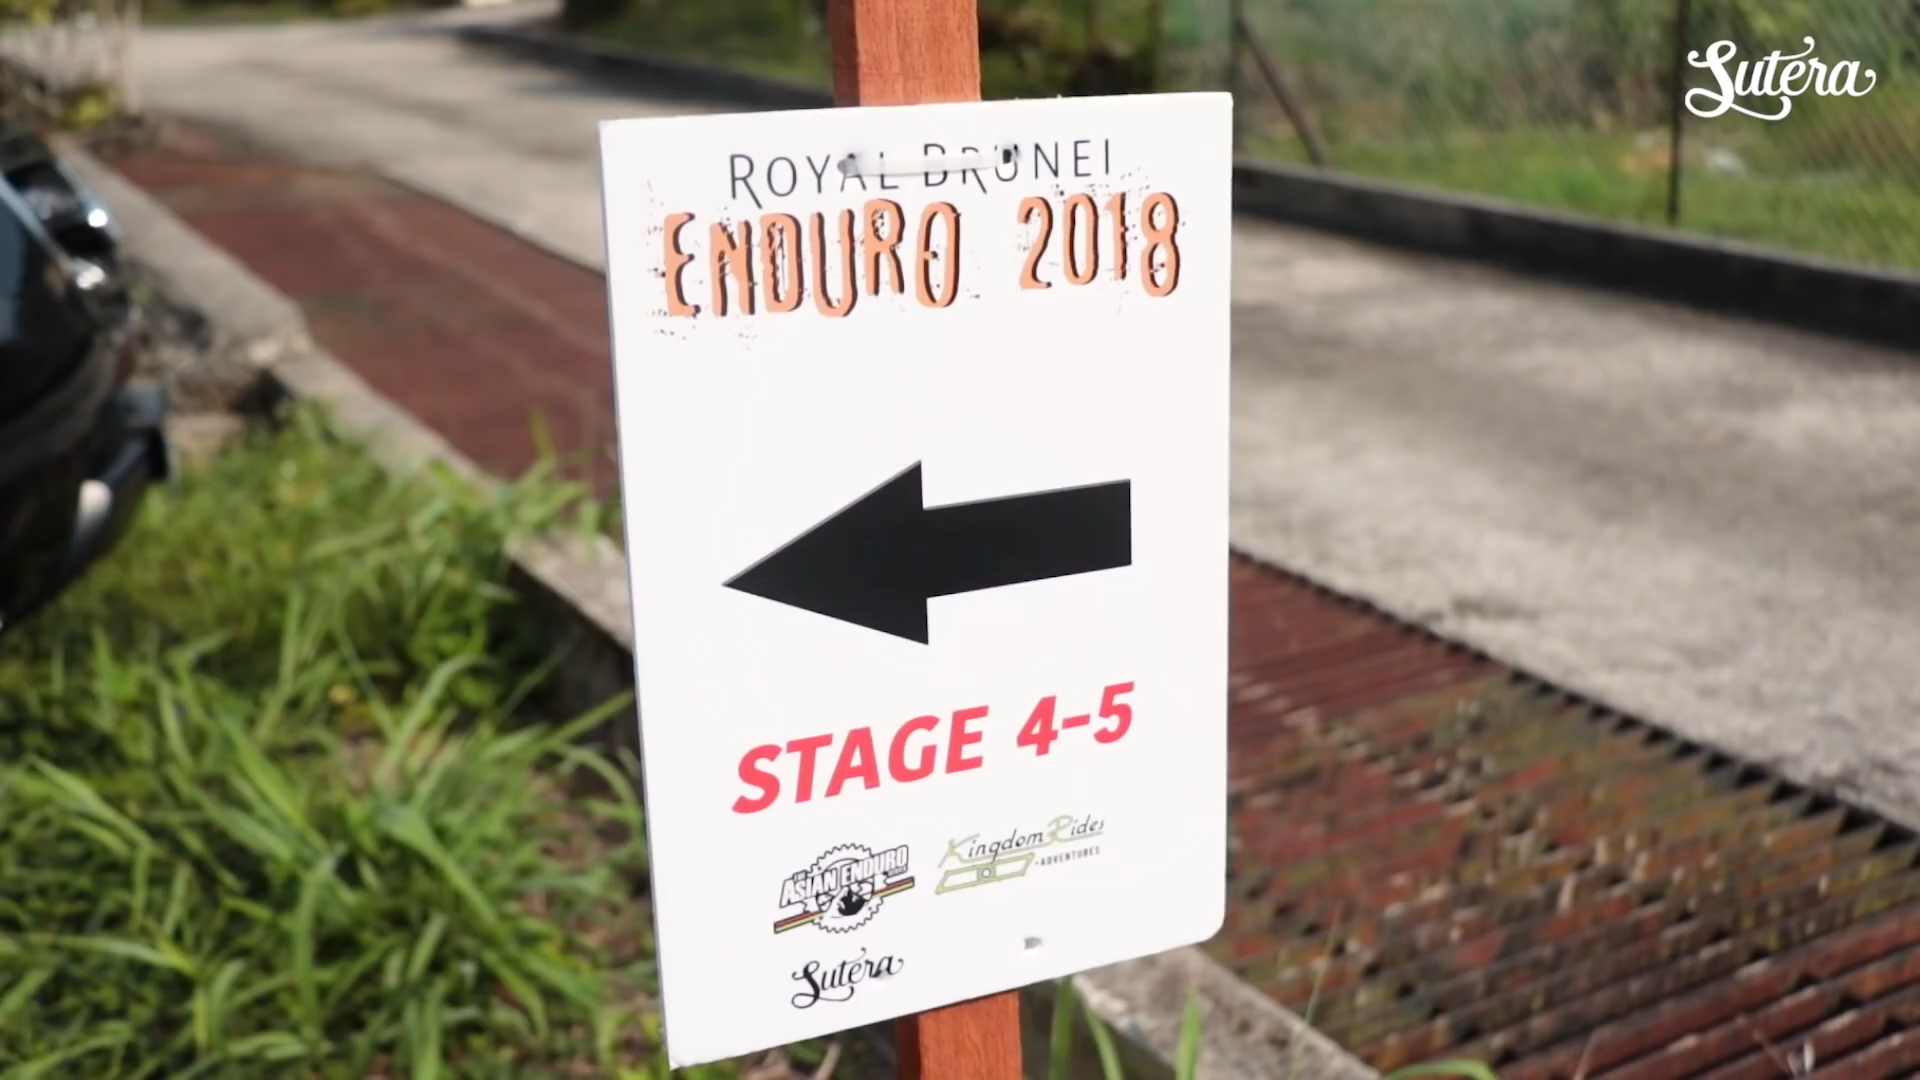 Sutera
ROYAL BRUNEI
ENDURO 2018
STAGE 4-5
ASIAN ENDURO
Kingdom Rides
ADVENTURES
Sutera